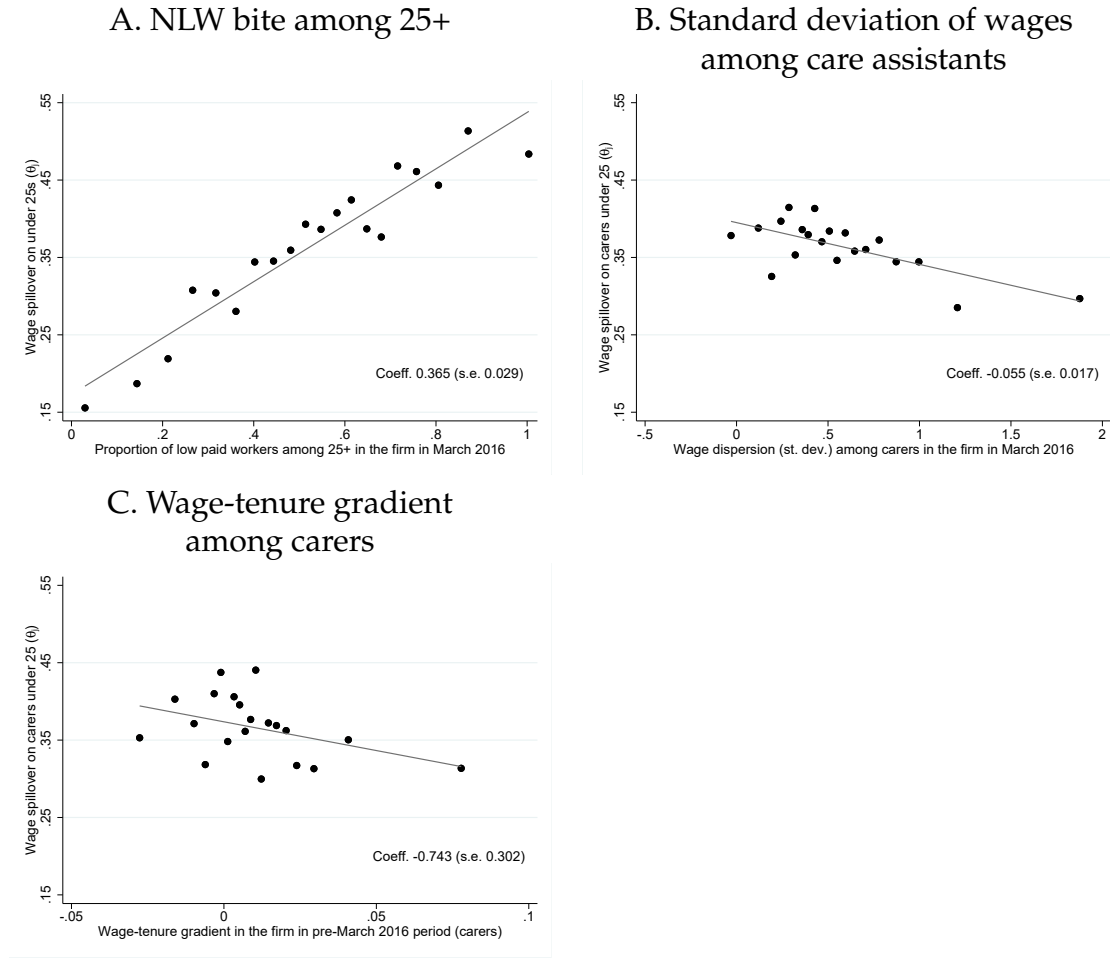 A. NLW bite among 25+
.55
.45
.35
.25
.15
Wage spillover on under 25s (θj)
Coeff. 0.365 (s.e. 0.029)
0 .2 .4 .6 .8 1
Proportion of low paid workers among 25+ in the firm in March 2016
B. Standard deviation of wages
among care assistants
.55
.45
.35
.25
.15
Wage spillover on carers under 25 (θj)
Coeff. -0.055 (s.e. 0.017)
-.5 0 .5 1 1.5 2
Wage dispersion (st. dev.) among carers in the firm in March 2016
C. Wage-tenure gradient
among carers
.55
.45
.35
.25
.15
Wage spillover on carers under 25 (θj)
Coeff. -0.743 (s.e. 0.302)
-.05 0 .05 .1
Wage-tenure gradient in the firm in pre-March 2016 period (carers)